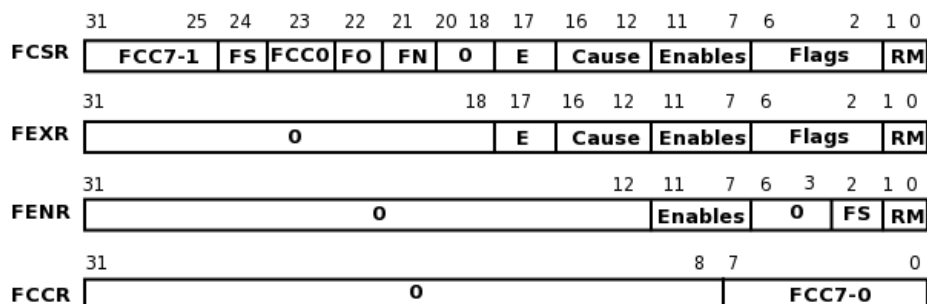 31 25 24 23 22 21 20 18 17 16 12 11 7 6 2 1 0
FCSR FCC7-1 FS FCC0 FO FN 0 E Cause Enables Flags RM
31 18 17 16 12 11 7 6 2 1 0
FEXR 0 E Cause Enables Flags RM
31 12 11 7 6 3 2 1 0
FENR 0 Enables 0 FS RM
31 8 7 0
FCCR 0 FCC7-0